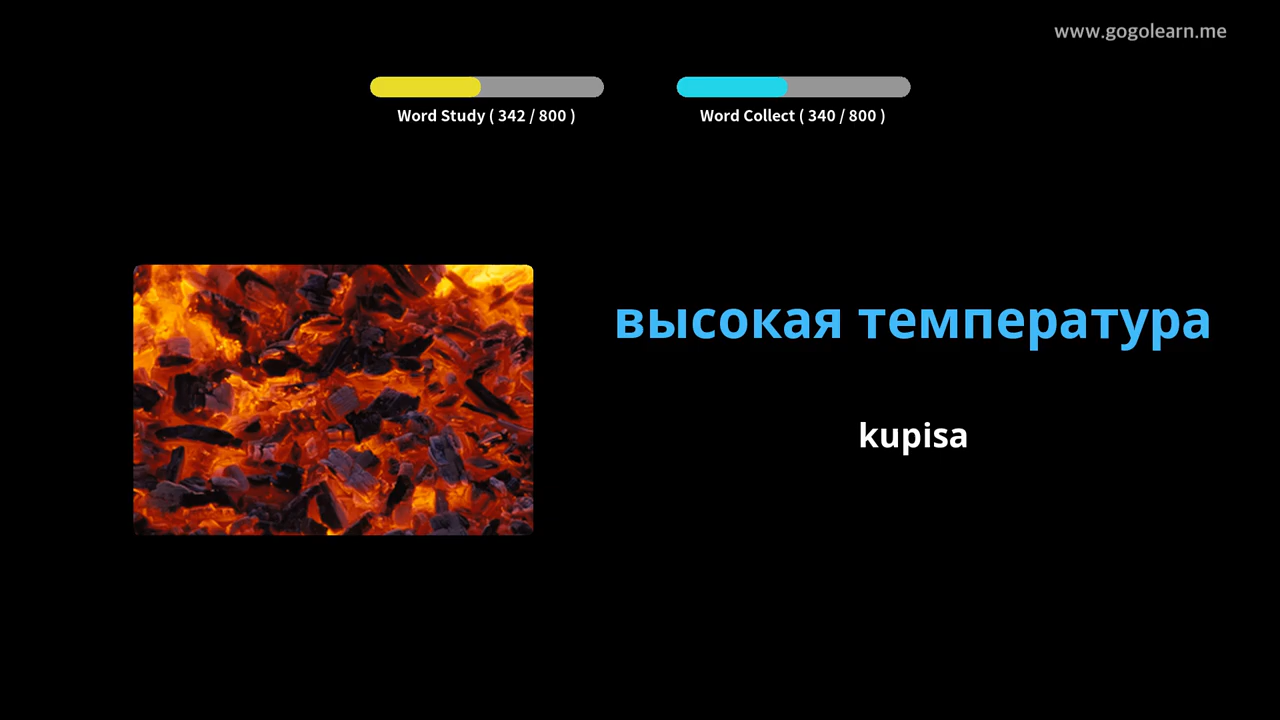 www.gogolearn.me
Word Study ( 342 / 800 )
Word Collect ( 340 / 800 )
высокая температура
kupisa